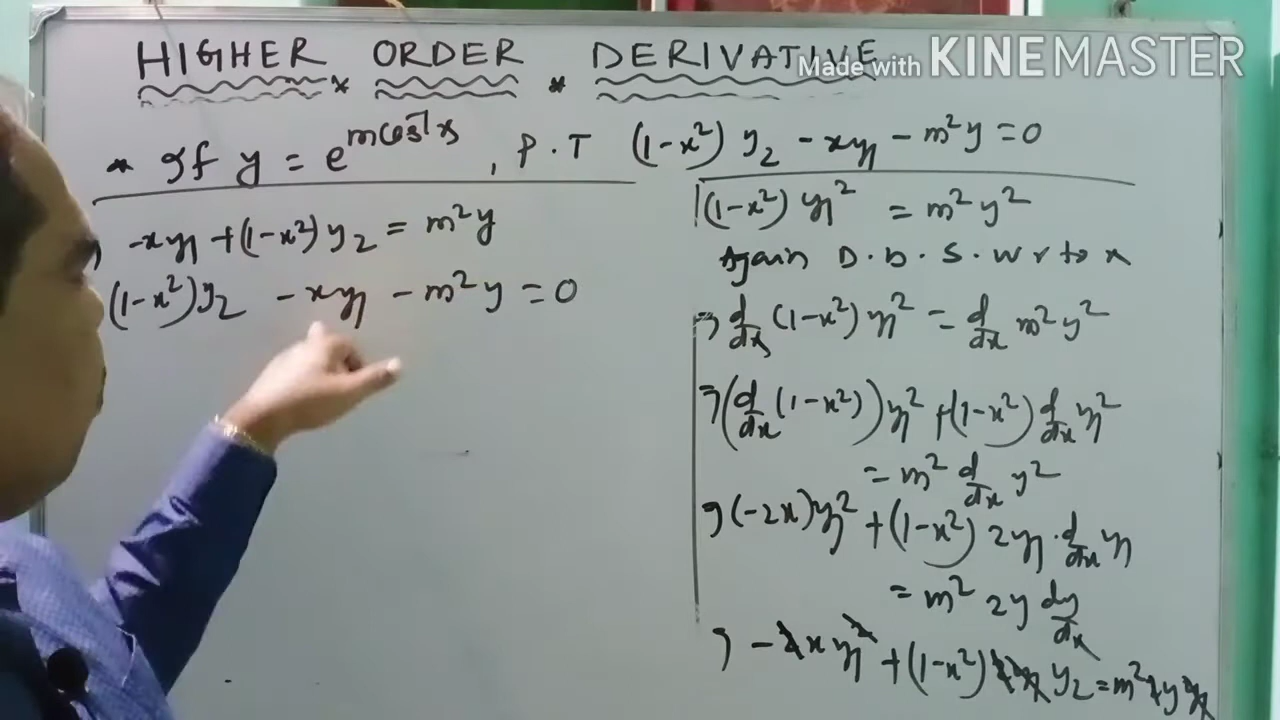 HIGHER ORDER DERIVATIVE
Made with KINEMASTER
* If y = e^{m cos⁻¹x}, P.T (1-x²) y₂ - xy₁ - m²y = 0
-xy₁ + (1-x²) y₂ = m²y
(1-x²)y₂ - xy₁ - m²y = 0
(1-x²) y₁² = m²y²
Again D.b.S.wr to x
⇒ d/dx (1-x²) y₁² = d/dx m²y²
⇒ (d/dx (1-x²)) y₁² + (1-x²) d/dx y₁²
= m² d/dx y²
⇒ (-2x) y₁² + (1-x²) 2y₁ . d/dx y₁
= m² 2y dy/dx
⇒ -2x y₁² + (1-x²) 2y₁ y₂ = m² 2y y₁